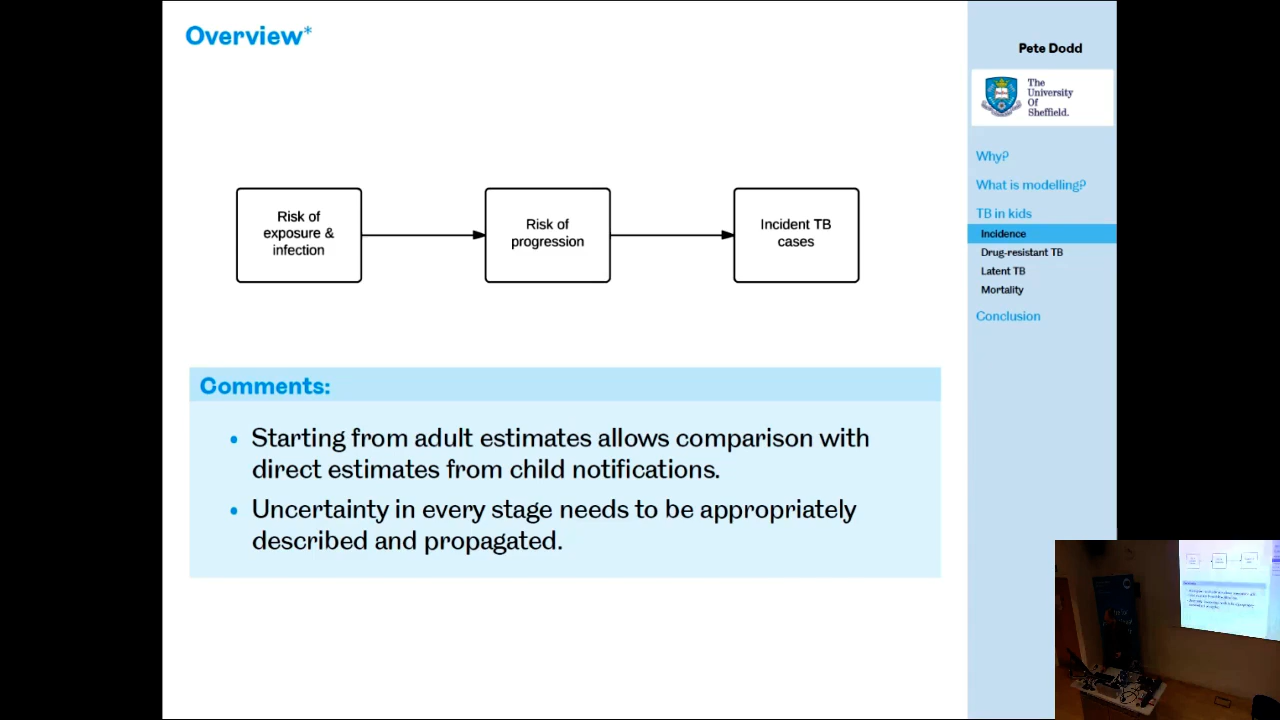 Overview*
Pete Dodd
The
University
Of
Sheffield.
Why?
What is modelling?
TB in kids
Incidence
Drug-resistant TB
Latent TB
Mortality
Conclusion
Risk of
exposure &
infection
Risk of
progression
Incident TB
cases
Comments:
• Starting from adult estimates allows comparison with
direct estimates from child notifications.
• Uncertainty in every stage needs to be appropriately
described and propagated.